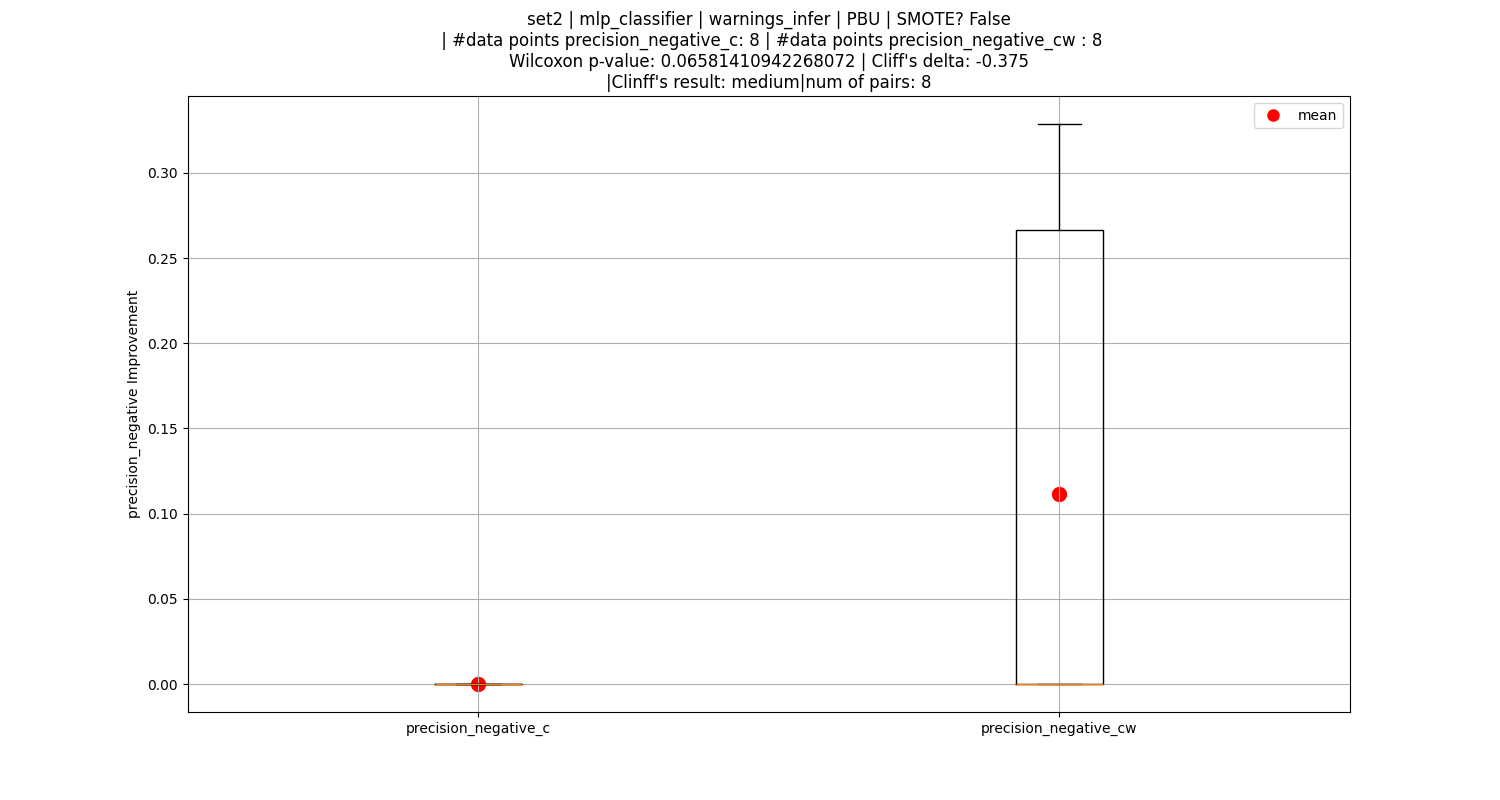 set2 | mlp_classifier | warnings_infer | PBU | SMOTE? False
| #data points precision_negative_c: 8 | #data points precision_negative_cw : 8
Wilcoxon p-value: 0.06581410942268072 | Cliff's delta: -0.375
|Clinff's result: medium|num of pairs: 8
mean
precision_negative Improvement
0.30
0.25
0.20
0.15
0.10
0.05
0.00
precision_negative_c
precision_negative_cw